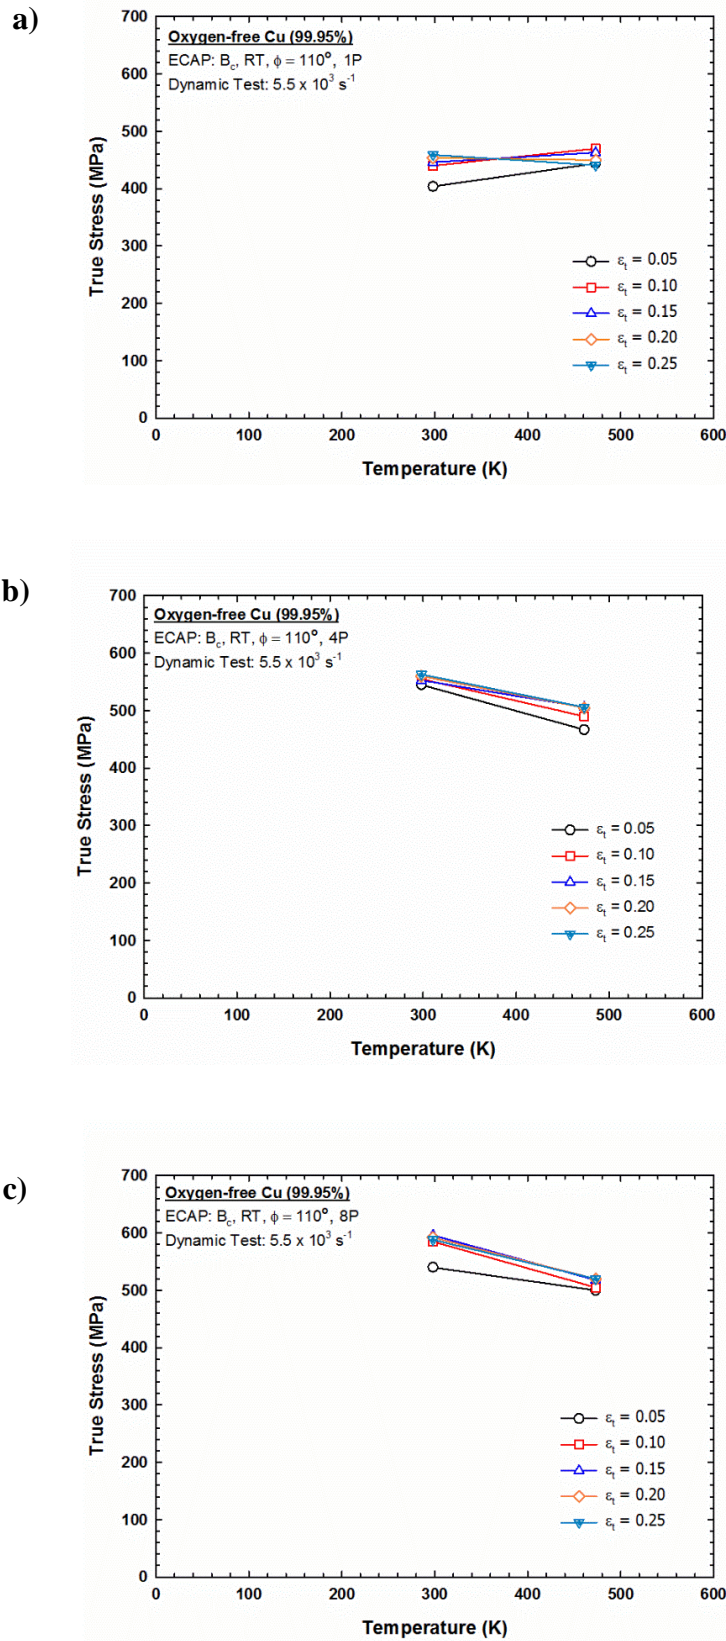 a)
Oxygen-free Cu (99.95%)
ECAP: Bc, RT, ϕ = 110°, 1P
Dynamic Test: 5.5 x 10³ s⁻¹
700
600
500
400
300
200
100
0
True Stress (MPa)
εt = 0.05
εt = 0.10
εt = 0.15
εt = 0.20
εt = 0.25
0 100 200 300 400 500 600
Temperature (K)
b)
Oxygen-free Cu (99.95%)
ECAP: Bc, RT, ϕ = 110°, 4P
Dynamic Test: 5.5 x 10³ s⁻¹
700
600
500
400
300
200
100
0
True Stress (MPa)
εt = 0.05
εt = 0.10
εt = 0.15
εt = 0.20
εt = 0.25
0 100 200 300 400 500 600
Temperature (K)
c)
Oxygen-free Cu (99.95%)
ECAP: Bc, RT, ϕ = 110°, 8P
Dynamic Test: 5.5 x 10³ s⁻¹
700
600
500
400
300
200
100
0
True Stress (MPa)
εt = 0.05
εt = 0.10
εt = 0.15
εt = 0.20
εt = 0.25
0 100 200 300 400 500 600
Temperature (K)